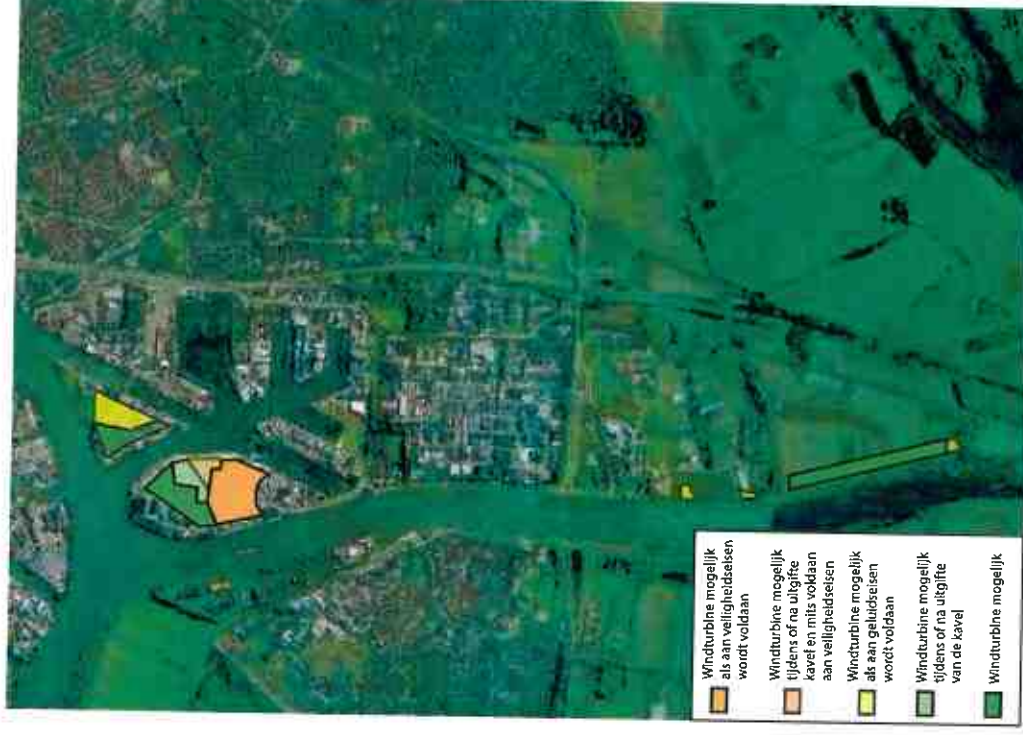 Windturbine mogelijk
als aan veiligheidseisen
wordt voldaan
Windturbine mogelijk
tijdens of na uitgifte
kavel en mits voldaan
aan veiligheidseisen
Windturbine mogelijk
als aan geluidseisen
wordt voldaan
Windturbine mogelijk
tijdens of na uitgifte
van de kavel
Windturbine mogelijk